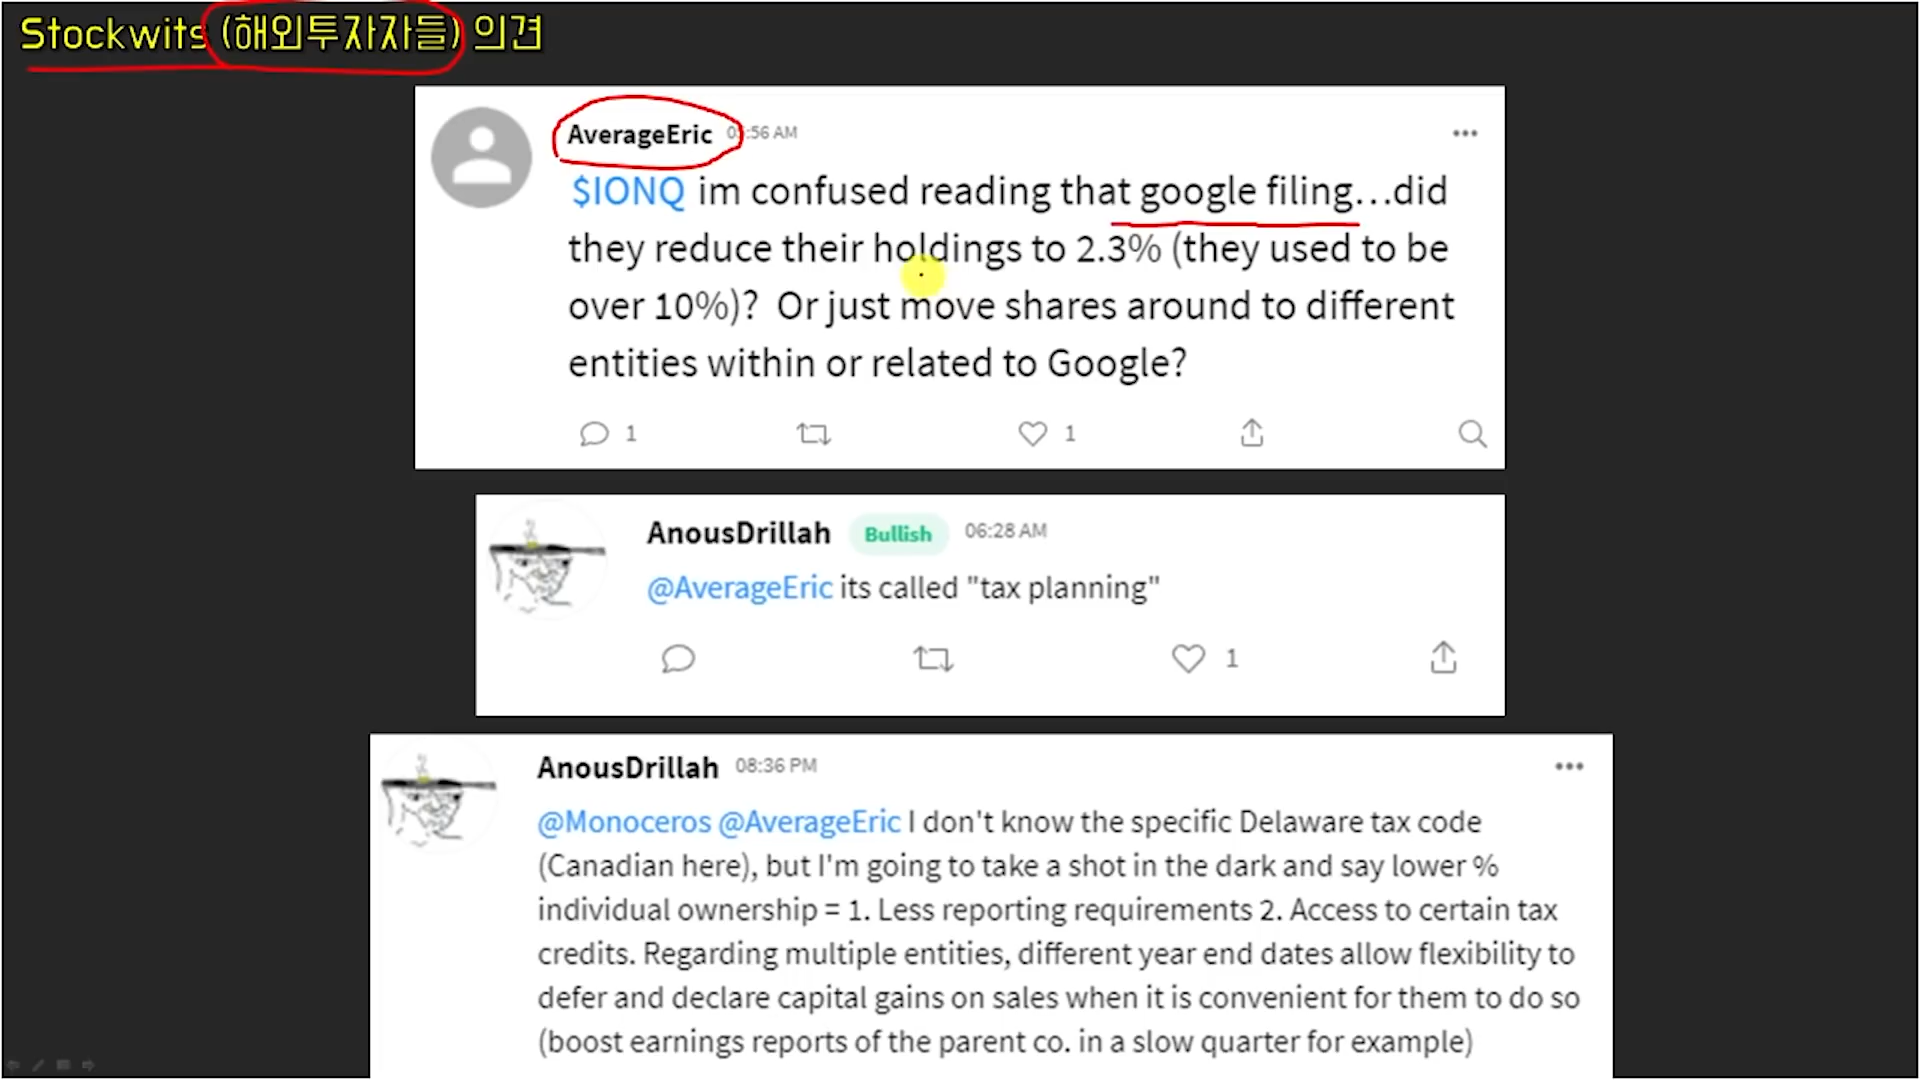 Stockwits (해외투자자들) 의견
AverageEric :56 AM
$IONQ im confused reading that google filing...did
they reduce their holdings to 2.3% (they used to be
over 10%)? Or just move shares around to different
entities within or related to Google?
1 1
AnousDrillah Bullish 06:28 AM
@AverageEric its called "tax planning"
1
AnousDrillah 08:36 PM
@Monoceros @AverageEric I don't know the specific Delaware tax code
(Canadian here), but I'm going to take a shot in the dark and say lower %
individual ownership = 1. Less reporting requirements 2. Access to certain tax
credits. Regarding multiple entities, different year end dates allow flexibility to
defer and declare capital gains on sales when it is convenient for them to do so
(boost earnings reports of the parent co. in a slow quarter for example)